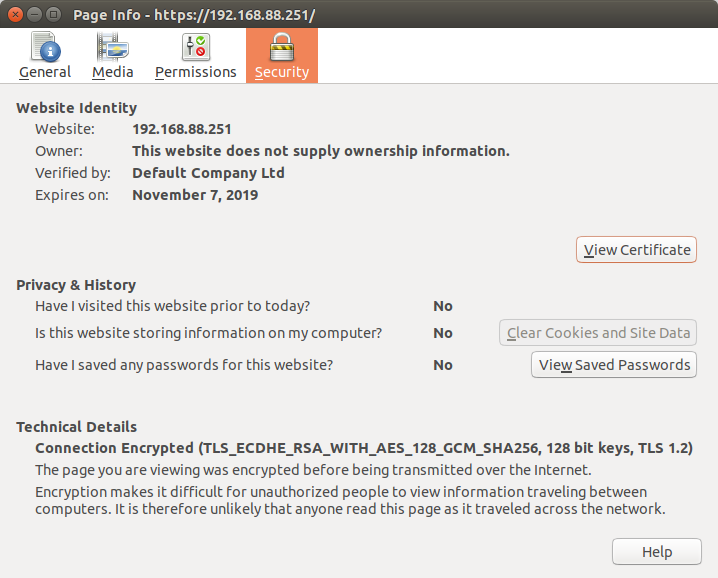 Page Info - https://192.168.88.251/
General Media Permissions Security
Website Identity
Website: 192.168.88.251
Owner: This website does not supply ownership information.
Verified by: Default Company Ltd
Expires on: November 7, 2019
View Certificate
Privacy & History
Have I visited this website prior to today? No
Is this website storing information on my computer? No Clear Cookies and Site Data
Have I saved any passwords for this website? No View Saved Passwords
Technical Details
Connection Encrypted (TLS_ECDHE_RSA_WITH_AES_128_GCM_SHA256, 128 bit keys, TLS 1.2)
The page you are viewing was encrypted before being transmitted over the Internet.
Encryption makes it difficult for unauthorized people to view information traveling between
computers. It is therefore unlikely that anyone read this page as it traveled across the network.
Help